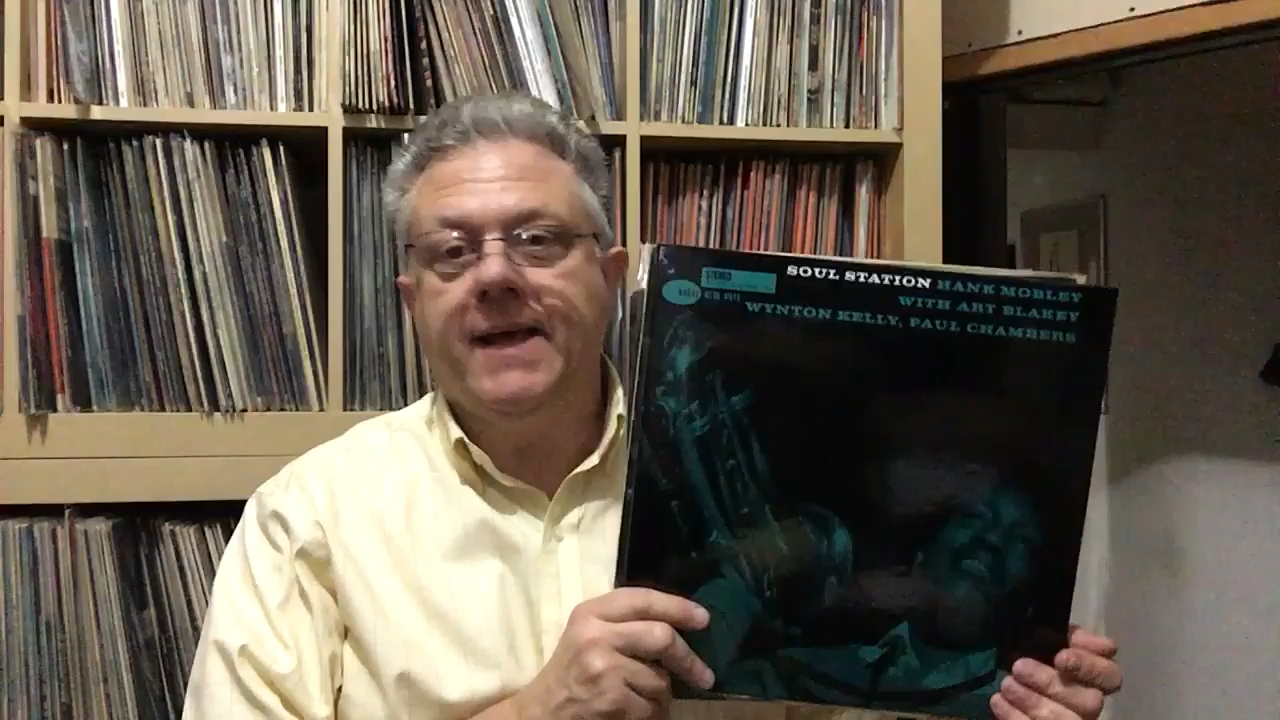 STEREO
SOUL STATION HANK MOBLEY
WITH ART BLAKEY
WYNTON KELLY, PAUL CHAMBERS